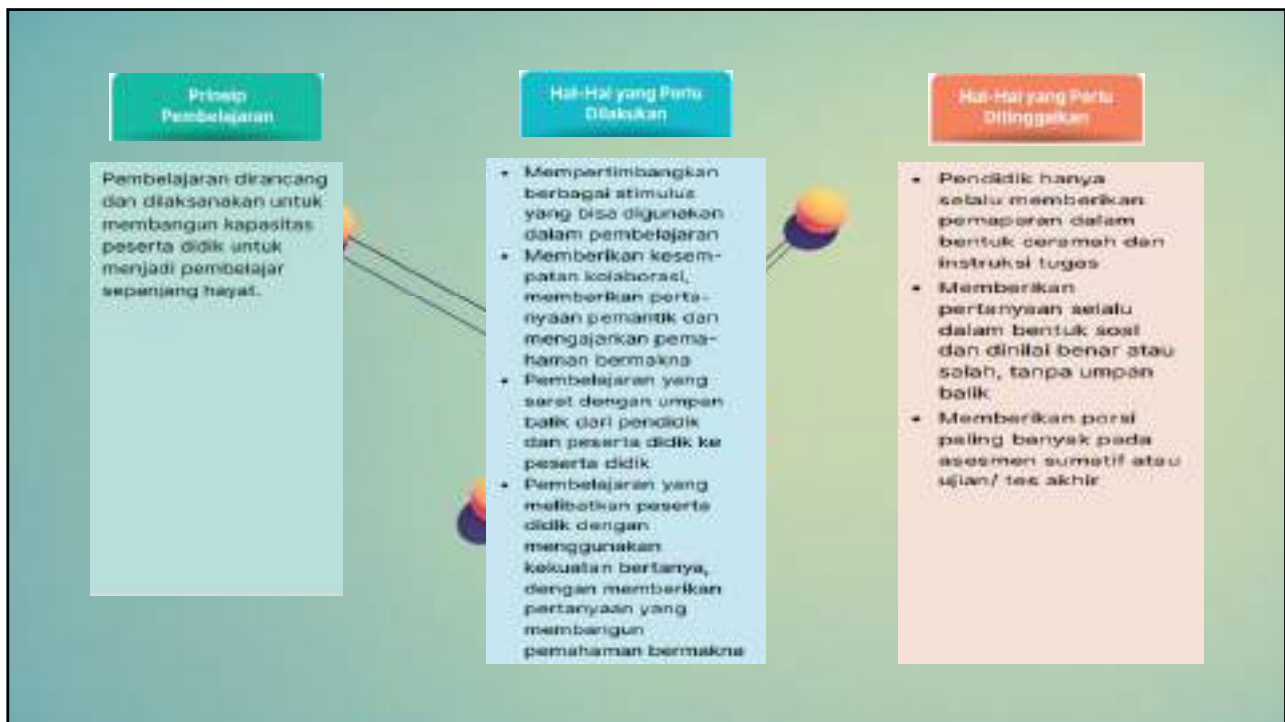 Prinsip
Pembelajaran
Pembelajaran dirancang
dan dilaksanakan untuk
membangun kapasitas
peserta didik untuk
menjadi pembelajar
sepanjang hayat.
Hal-Hal yang Perlu
Dilakukan
• Mempertimbangkan
berbagai stimulus
yang bisa digunakan
dalam pembelajaran
• Memberikan kesem-
patan kolaborasi,
memberikan perta-
nyaan pemantik dan
mengajarkan pema-
haman bermakna
• Pembelajaran yang
sarat dengan umpan
balik dari pendidik
dan peserta didik ke
peserta didik
• Pembelajaran yang
melibatkan peserta
didik dengan
menggunakan
kekuatan bertanya,
dengan memberikan
pertanyaan yang
membangun
pemahaman bermakna
Hal-Hal yang Perlu
Ditinggalkan
• Pendidik hanya
selalu memberikan
pemaparan dalam
bentuk ceramah dan
instruksi tugas
• Memberikan
pertanyaan selalu
dalam bentuk soal
dan dinilai benar atau
salah, tanpa umpan
balik
• Memberikan porsi
paling banyak pada
asesmen sumatif atau
ujian/ tes akhir